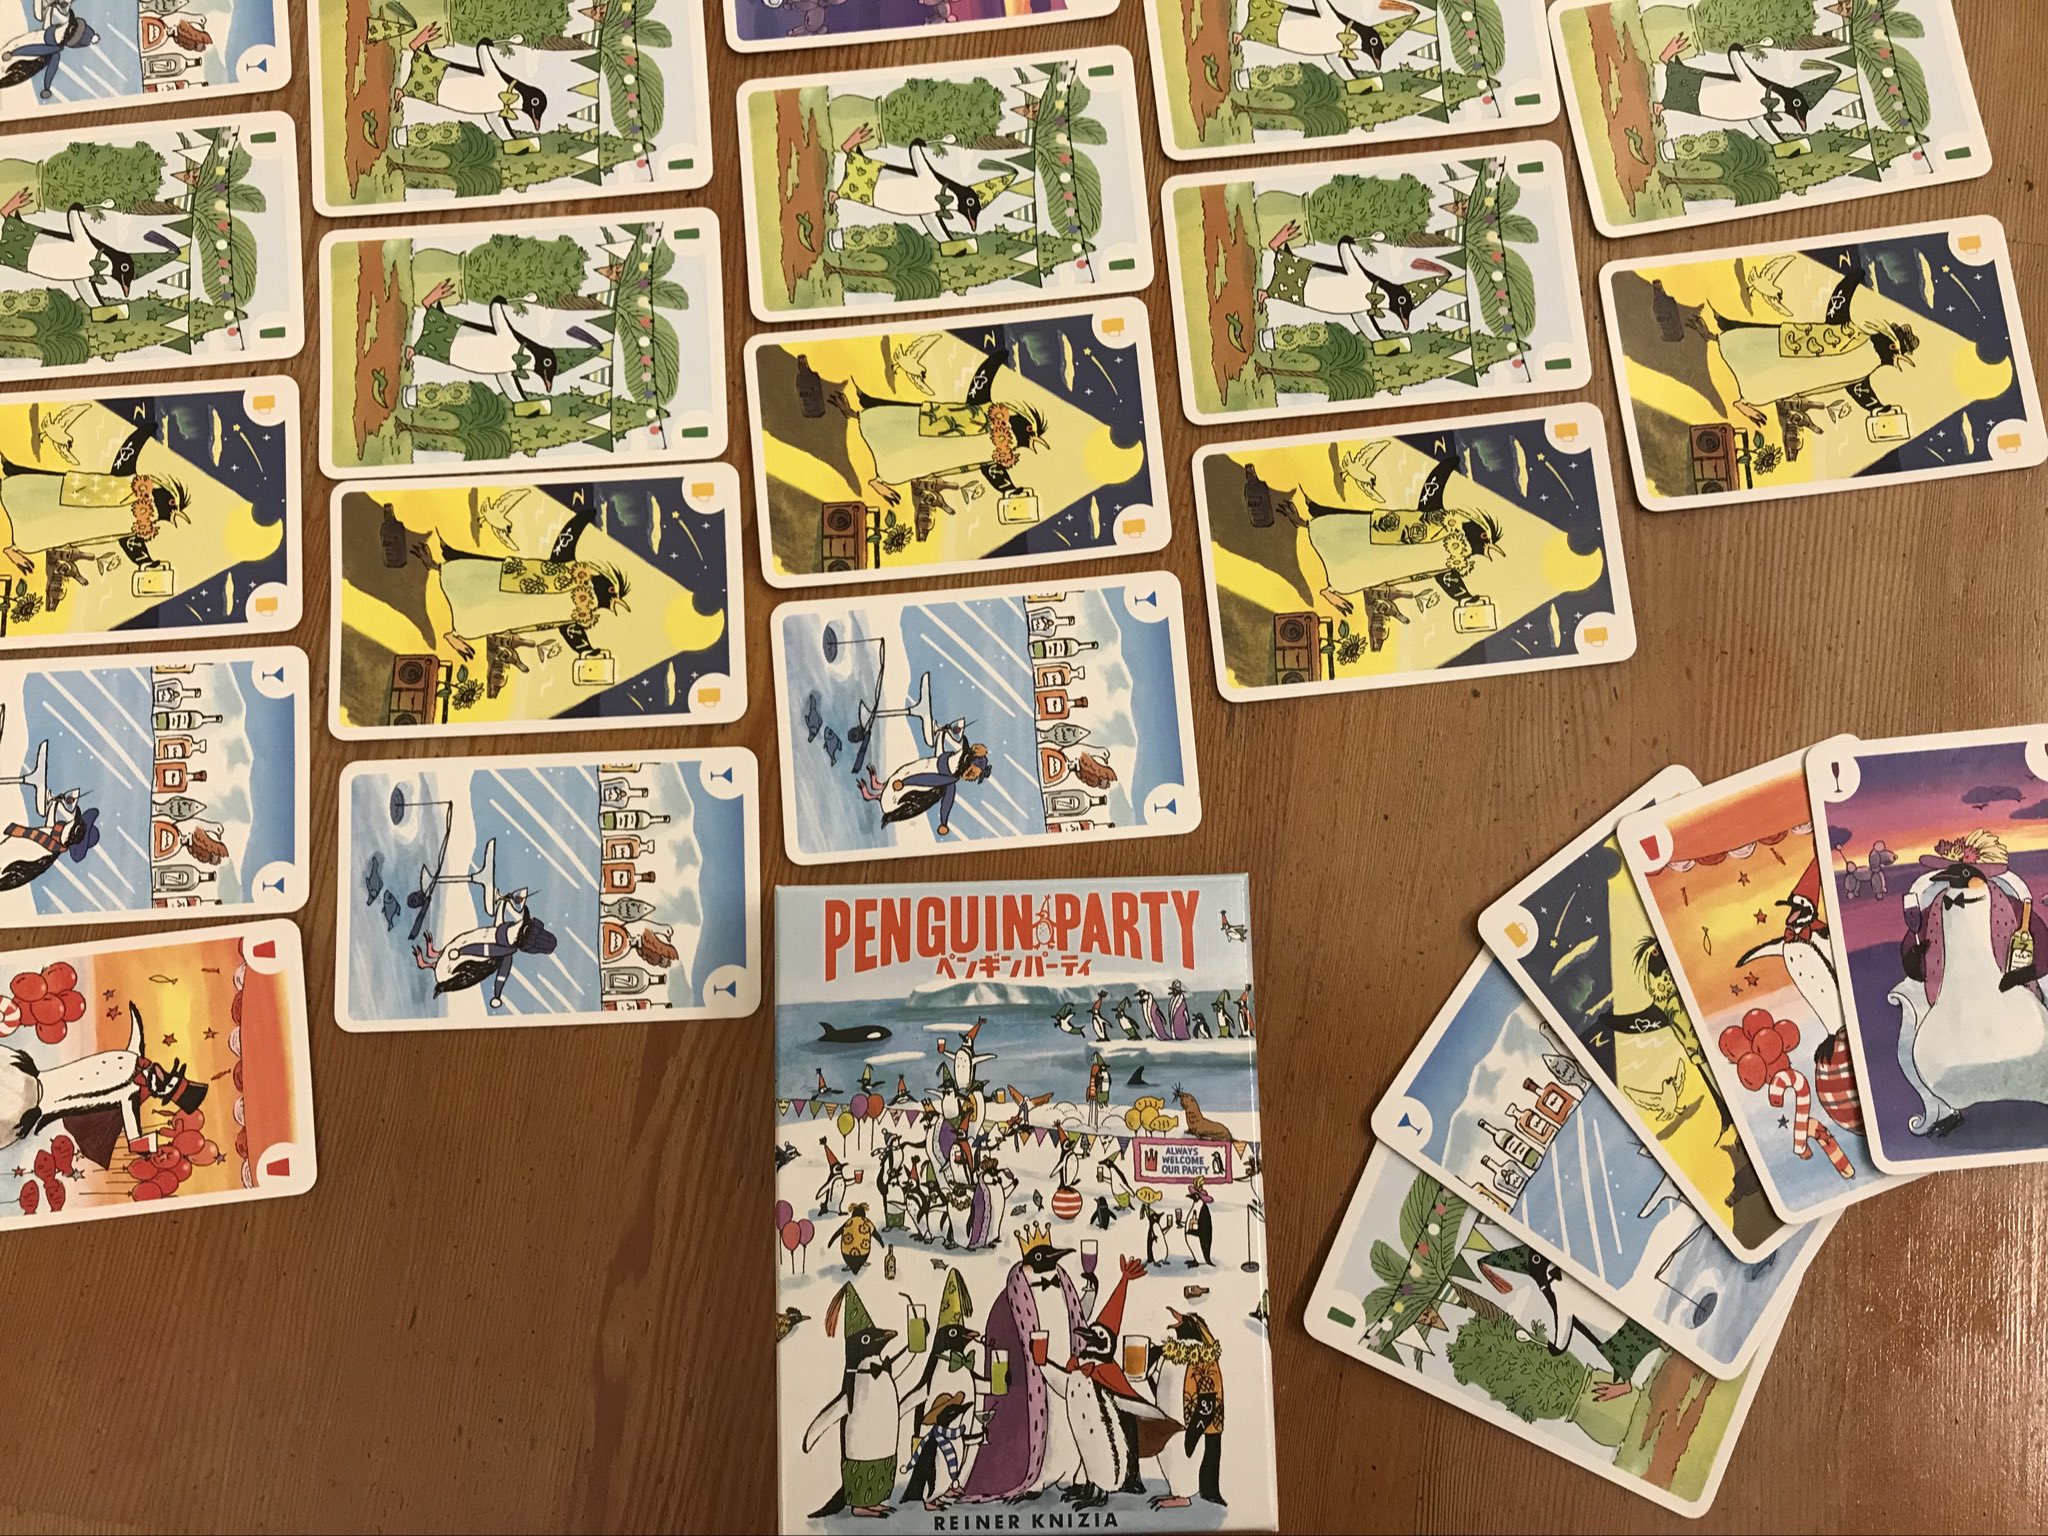 PENGUIN PARTY
ペンギンパーティ
ALWAYS
WELCOME
OUR PARTY
REINER KNIZIA